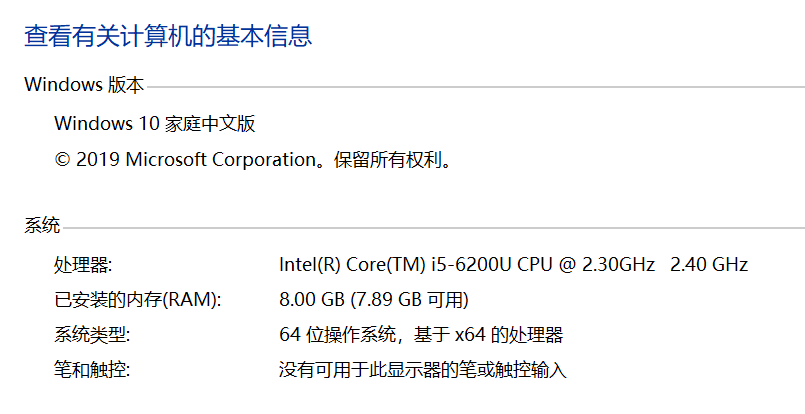 查看有关计算机的基本信息
Windows 版本
Windows 10 家庭中文版
© 2019 Microsoft Corporation。保留所有权利。
系统
处理器: Intel(R) Core(TM) i5-6200U CPU @ 2.30GHz 2.40 GHz
已安装的内存(RAM): 8.00 GB (7.89 GB 可用)
系统类型: 64 位操作系统，基于 x64 的处理器
笔和触控: 没有可用于此显示器的笔或触控输入